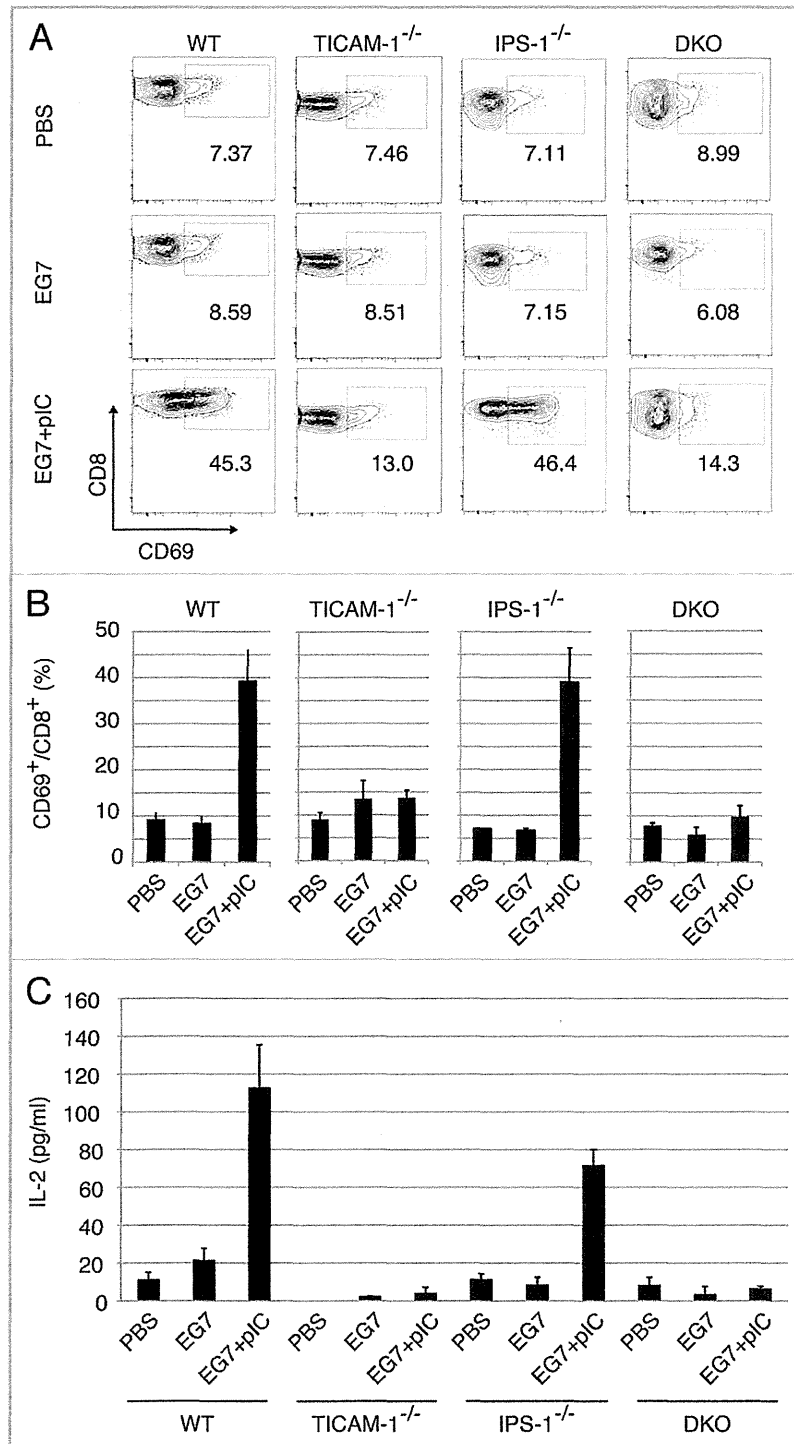 A
WT TICAM-1-/- IPS-1-/- DKO
PBS
7.37 7.46 7.11 8.99
EG7
8.59 8.51 7.15 6.08
EG7+pIC
45.3 13.0 46.4 14.3
CD8
CD69
B
WT TICAM-1-/- IPS-1-/- DKO
CD69+/CD8+ (%)
50
40
30
20
10
0
PBS EG7 EG7+pIC PBS EG7 EG7+pIC PBS EG7 EG7+pIC PBS EG7 EG7+pIC
C
IL-2 (pg/ml)
160
140
120
100
80
60
40
20
0
PBS EG7 EG7+pIC PBS EG7 EG7+pIC PBS EG7 EG7+pIC PBS EG7 EG7+pIC
WT TICAM-1-/- IPS-1-/- DKO